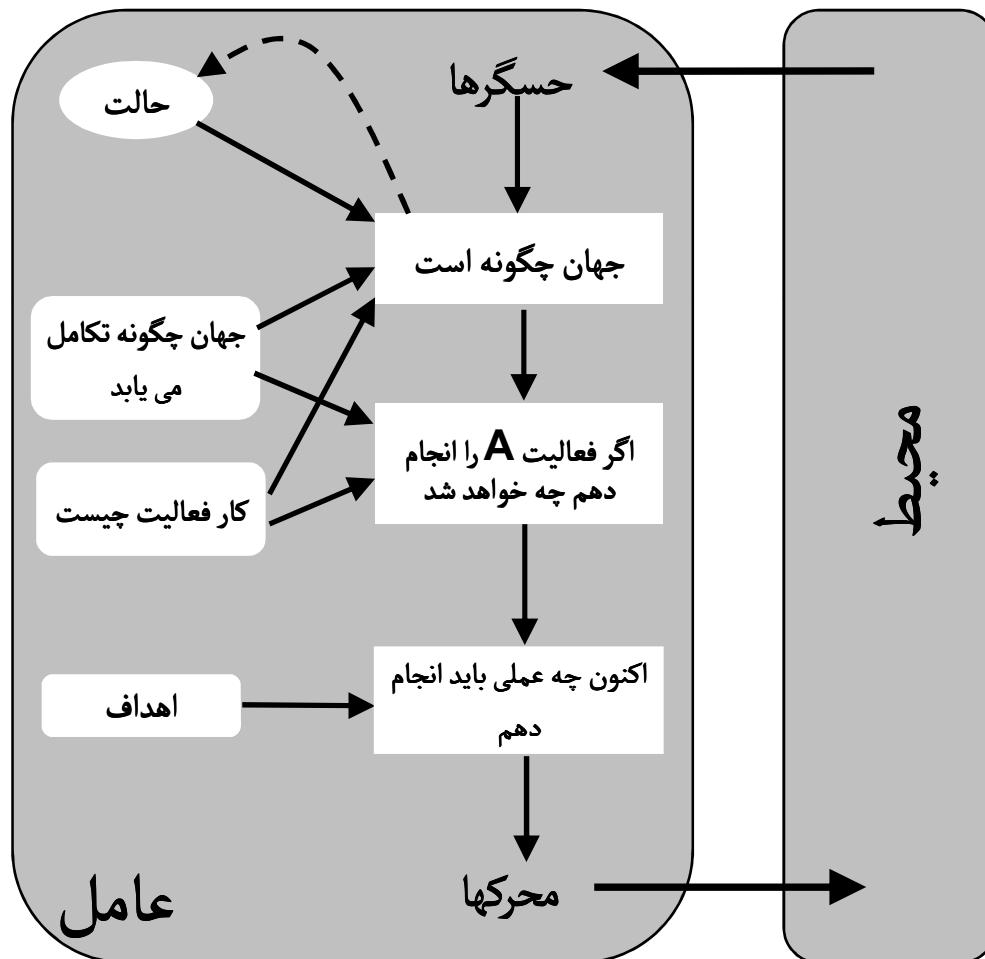 حسگرها
حالت
جهان چگونه است
جهان چگونه تکامل
می یابد
اگر فعالیت A را انجام
دهم چه خواهد شد
کار فعالیت چیست
اکنون چه عملی باید انجام
دهم
اهداف
محرکها
عامل
محیط